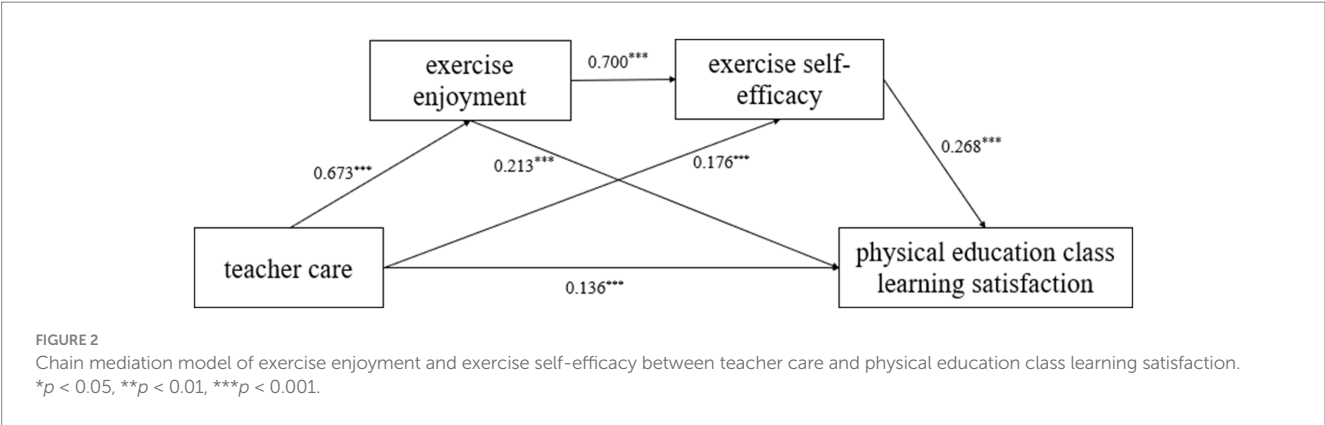 exercise
enjoyment
0.700***
exercise self-
efficacy
0.673***
0.213***
0.176***
0.268***
teacher care
0.136***
physical education class
learning satisfaction
FIGURE 2
Chain mediation model of exercise enjoyment and exercise self-efficacy between teacher care and physical education class learning satisfaction.
*p < 0.05, **p < 0.01, ***p < 0.001.